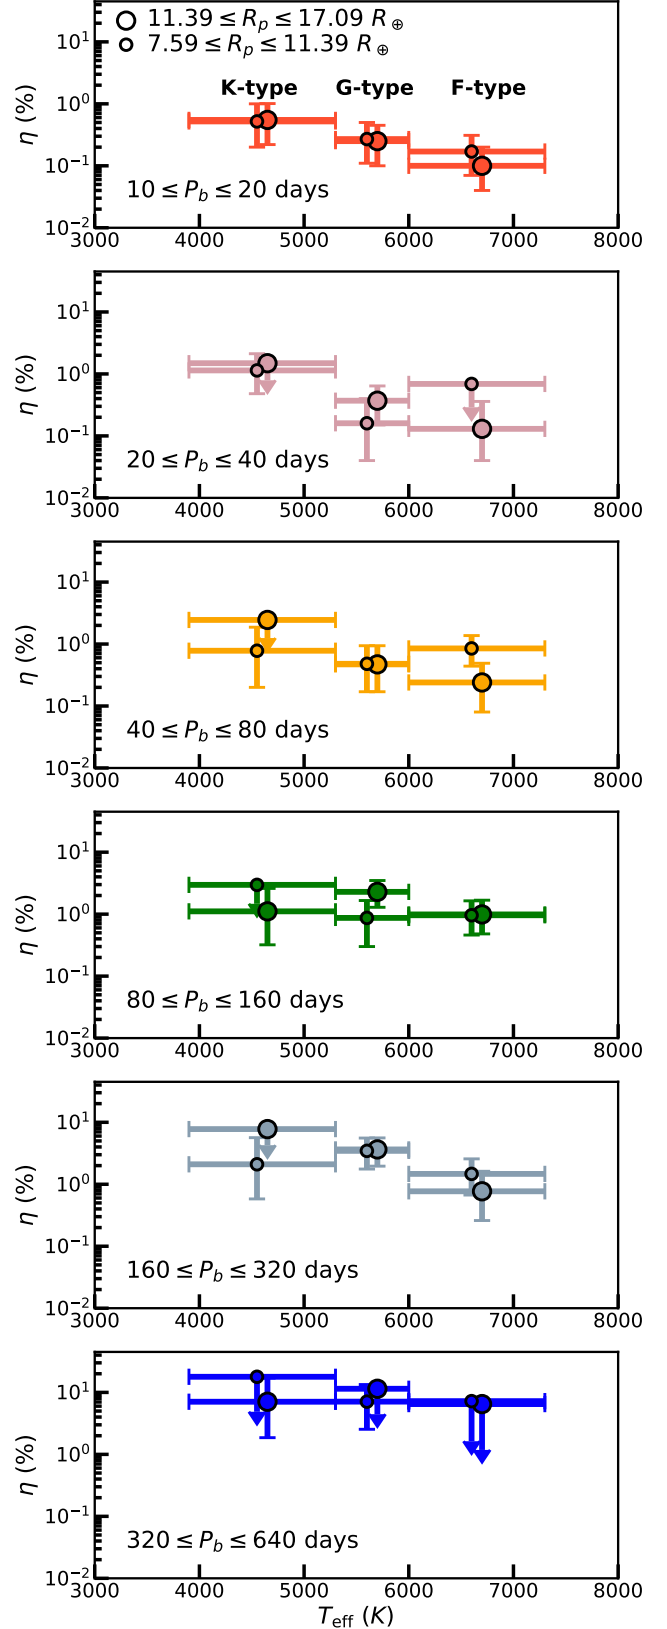 11.39 ≤ R_p ≤ 17.09 R_⊕
7.59 ≤ R_p ≤ 11.39 R_⊕
K-type G-type F-type
10^1
10^0
10^−1
10^−2
η (%)
10 ≤ P_b ≤ 20 days
3000 4000 5000 6000 7000 8000
10^1
10^0
10^−1
10^−2
η (%)
20 ≤ P_b ≤ 40 days
3000 4000 5000 6000 7000 8000
10^1
10^0
10^−1
10^−2
η (%)
40 ≤ P_b ≤ 80 days
3000 4000 5000 6000 7000 8000
10^1
10^0
10^−1
10^−2
η (%)
80 ≤ P_b ≤ 160 days
3000 4000 5000 6000 7000 8000
10^1
10^0
10^−1
10^−2
η (%)
160 ≤ P_b ≤ 320 days
3000 4000 5000 6000 7000 8000
10^1
10^0
10^−1
10^−2
η (%)
320 ≤ P_b ≤ 640 days
3000 4000 5000 6000 7000 8000
T_eff (K)